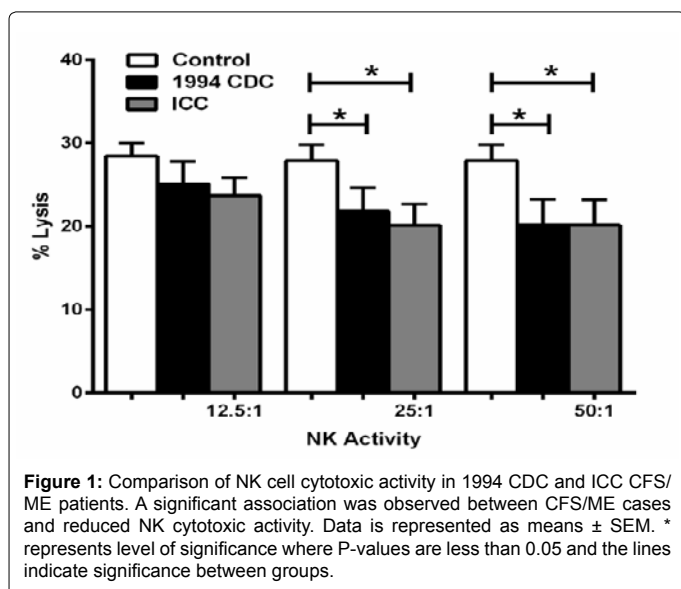 Control
1994 CDC
ICC
*
*
*
*
40
30
20
10
0
% Lysis
12.5:1
25:1
50:1
NK Activity
Figure 1: Comparison of NK cell cytotoxic activity in 1994 CDC and ICC CFS/
ME patients. A significant association was observed between CFS/ME cases
and reduced NK cytotoxic activity. Data is represented as means ± SEM. *
represents level of significance where P-values are less than 0.05 and the lines
indicate significance between groups.